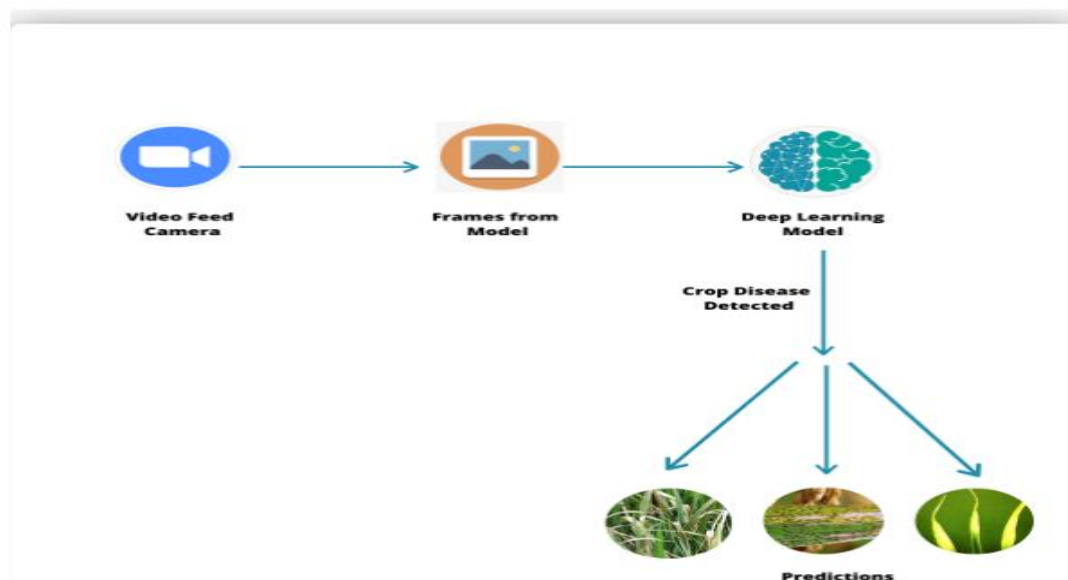 Video Feed
Camera
Frames from
Model
Deep Learning
Model
Crop Disease
Detected
Predictions